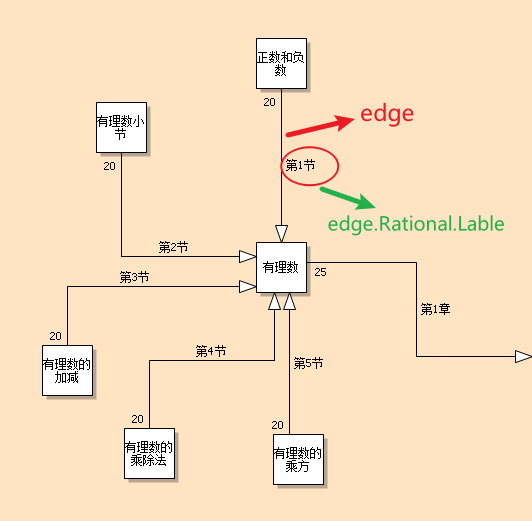 正数和负
数
20
edge
有理数小
节
20
第1节
edge.Rational.Lable
第2节
有理数
25
第3节
第1章
20
有理数的
加减
第4节
第5节
20
有理数的
乘除法
20
有理数的
乘方